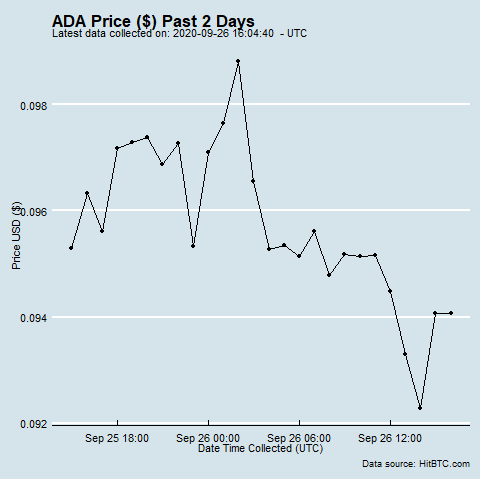 ADA Price ($) Past 2 Days
Latest data collected on: 2020-09-26 16:04:40 - UTC
Price USD ($)
0.098
0.096
0.094
0.092
Sep 25 18:00 Sep 26 00:00 Sep 26 06:00 Sep 26 12:00
Date Time Collected (UTC)
Data source: HitBTC.com